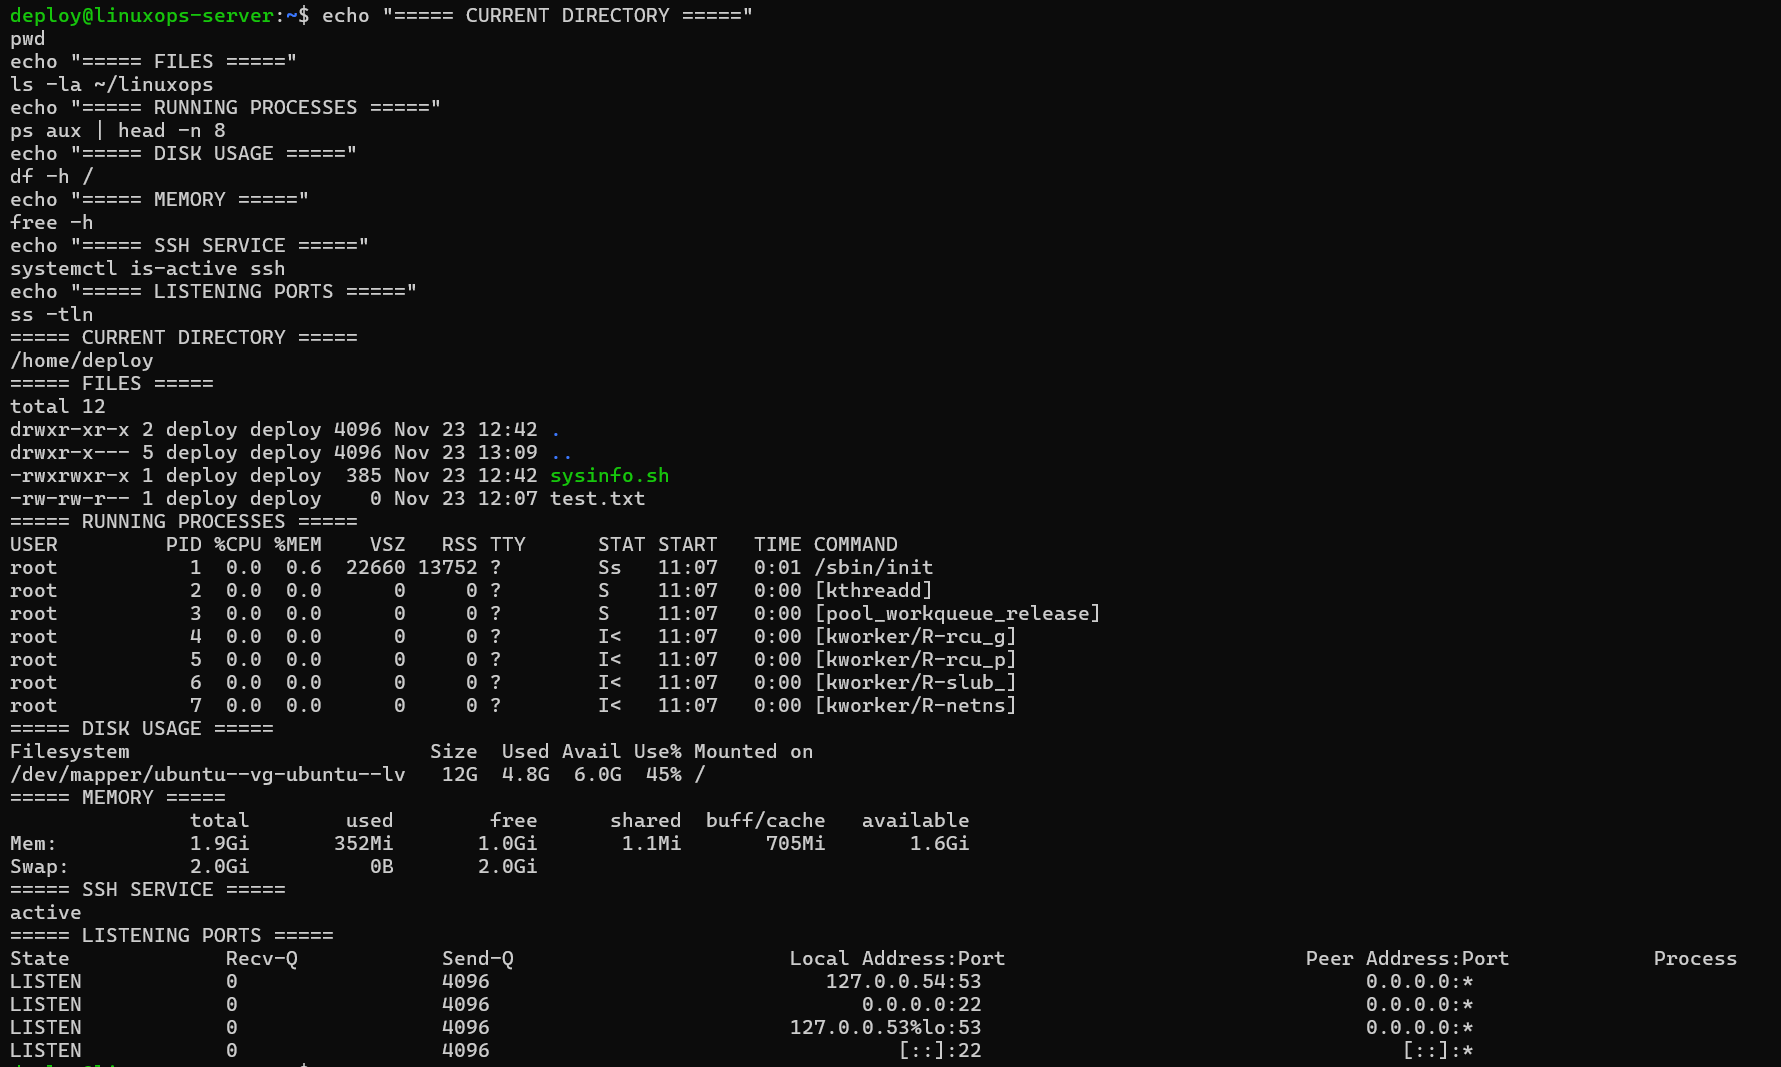 deploy@linuxops-server:~$ echo "===== CURRENT DIRECTORY ====="
pwd
echo "===== FILES ====="
ls -la ~/linuxops
echo "===== RUNNING PROCESSES ====="
ps aux | head -n 8
echo "===== DISK USAGE ====="
df -h /
echo "===== MEMORY ====="
free -h
echo "===== SSH SERVICE ====="
systemctl is-active ssh
echo "===== LISTENING PORTS ====="
ss -tln
===== CURRENT DIRECTORY =====
/home/deploy
===== FILES =====
total 12
drwxr-xr-x 2 deploy deploy 4096 Nov 23 12:42 .
drwxr-x--- 5 deploy deploy 4096 Nov 23 13:09 ..
-rwxrwxr-x 1 deploy deploy  385 Nov 23 12:42 sysinfo.sh
-rw-rw-r-- 1 deploy deploy    0 Nov 23 12:07 test.txt
===== RUNNING PROCESSES =====
USER         PID %CPU %MEM    VSZ   RSS TTY      STAT START   TIME COMMAND
root           1  0.0  0.6  22660 13752 ?        Ss   11:07   0:01 /sbin/init
root           2  0.0  0.0      0     0 ?        S    11:07   0:00 [kthreadd]
root           3  0.0  0.0      0     0 ?        S    11:07   0:00 [pool_workqueue_release]
root           4  0.0  0.0      0     0 ?        I<   11:07   0:00 [kworker/R-rcu_g]
root           5  0.0  0.0      0     0 ?        I<   11:07   0:00 [kworker/R-rcu_p]
root           6  0.0  0.0      0     0 ?        I<   11:07   0:00 [kworker/R-slub_]
root           7  0.0  0.0      0     0 ?        I<   11:07   0:00 [kworker/R-netns]
===== DISK USAGE =====
Filesystem                         Size  Used Avail Use% Mounted on
/dev/mapper/ubuntu--vg-ubuntu--lv   12G  4.8G  6.0G  45% /
===== MEMORY =====
               total        used        free      shared  buff/cache   available
Mem:           1.9Gi       352Mi       1.0Gi       1.1Mi       705Mi       1.6Gi
Swap:          2.0Gi          0B       2.0Gi
===== SSH SERVICE =====
active
===== LISTENING PORTS =====
State             Recv-Q            Send-Q                       Local Address:Port                         Peer Address:Port            Process
LISTEN            0                 4096                            127.0.0.54:53                                0.0.0.0:*
LISTEN            0                 4096                               0.0.0.0:22                                0.0.0.0:*
LISTEN            0                 4096                         127.0.0.53%lo:53                                0.0.0.0:*
LISTEN            0                 4096                                  [::]:22                                   [::]:*